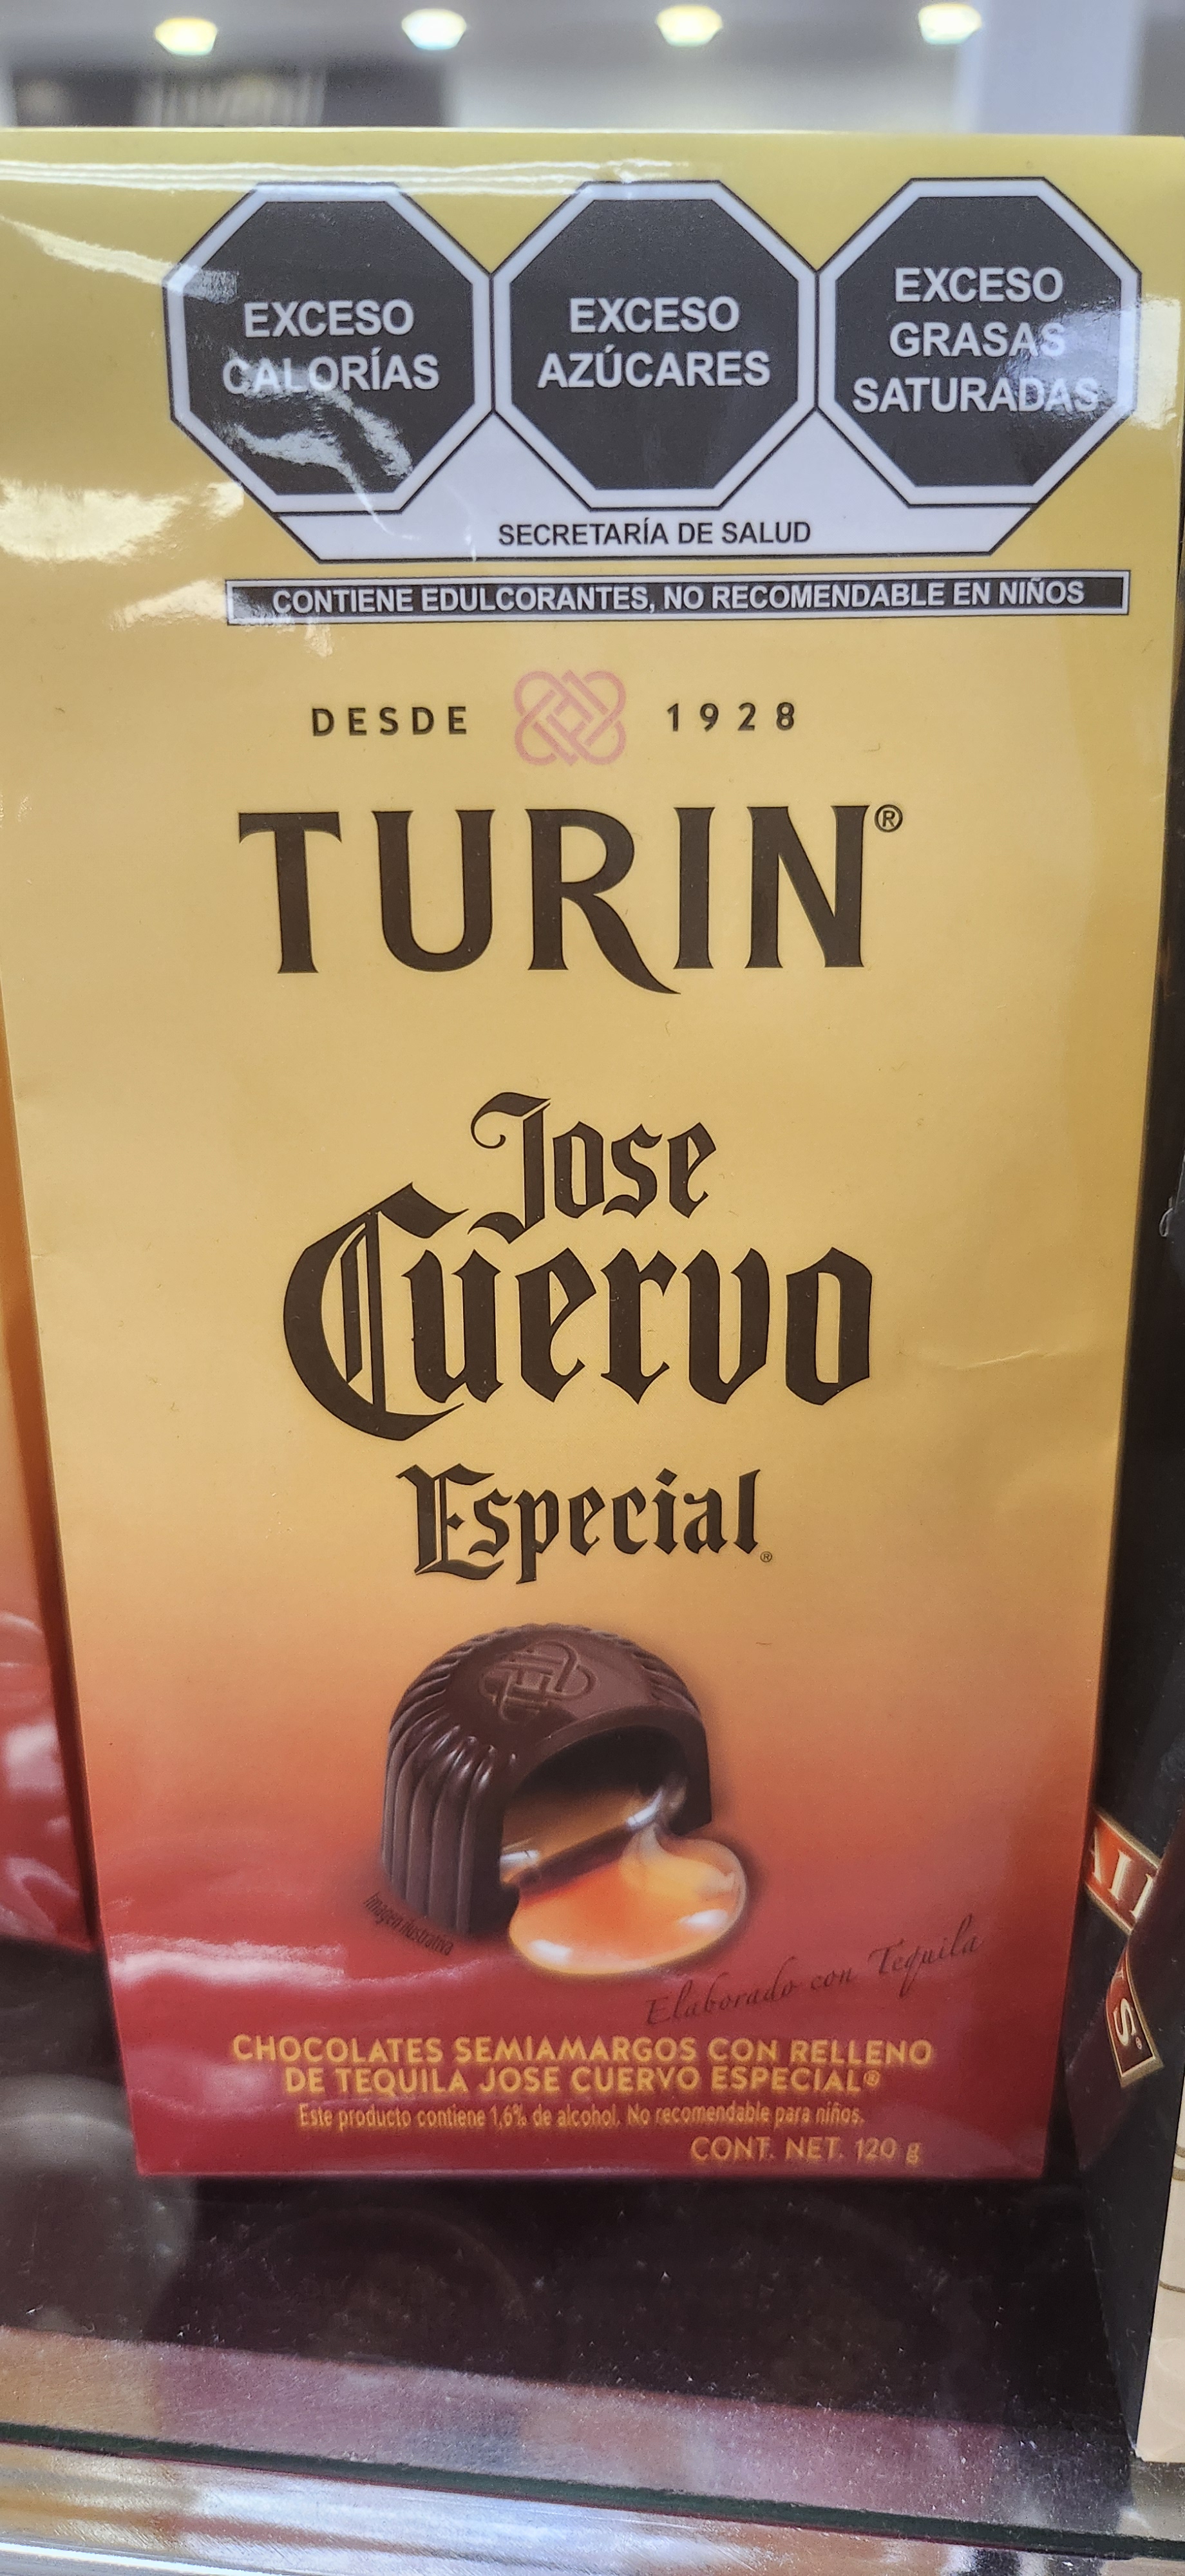 EXCESO
CALORÍAS
EXCESO
AZÚCARES
EXCESO
GRASAS
SATURADAS
SECRETARÍA DE SALUD
CONTIENE EDULCORANTES, NO RECOMENDABLE EN NIÑOS
DESDE 1928
TURIN®
Jose
Cuervo
Especial®
Imagen ilustrativa
Elaborado con Tequila
CHOCOLATES SEMIAMARGOS CON RELLENO
DE TEQUILA JOSE CUERVO ESPECIAL®
Este producto contiene 1,6% de alcohol. No recomendable para niños.
CONT. NET. 120 g